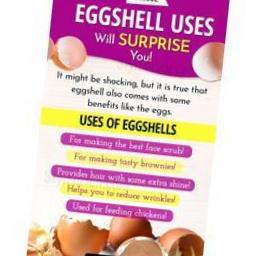 EGGSHELL USES
Will SURPRISE
You!
It might be shocking, but it is true that
eggshell also comes with some
benefits like the eggs.
USES OF EGGSHELLS
For making the best face scrub!
For making tasty brownies!
Provides hair with some extra shine!
Helps you to reduce wrinkles!
Used for feeding chickens!